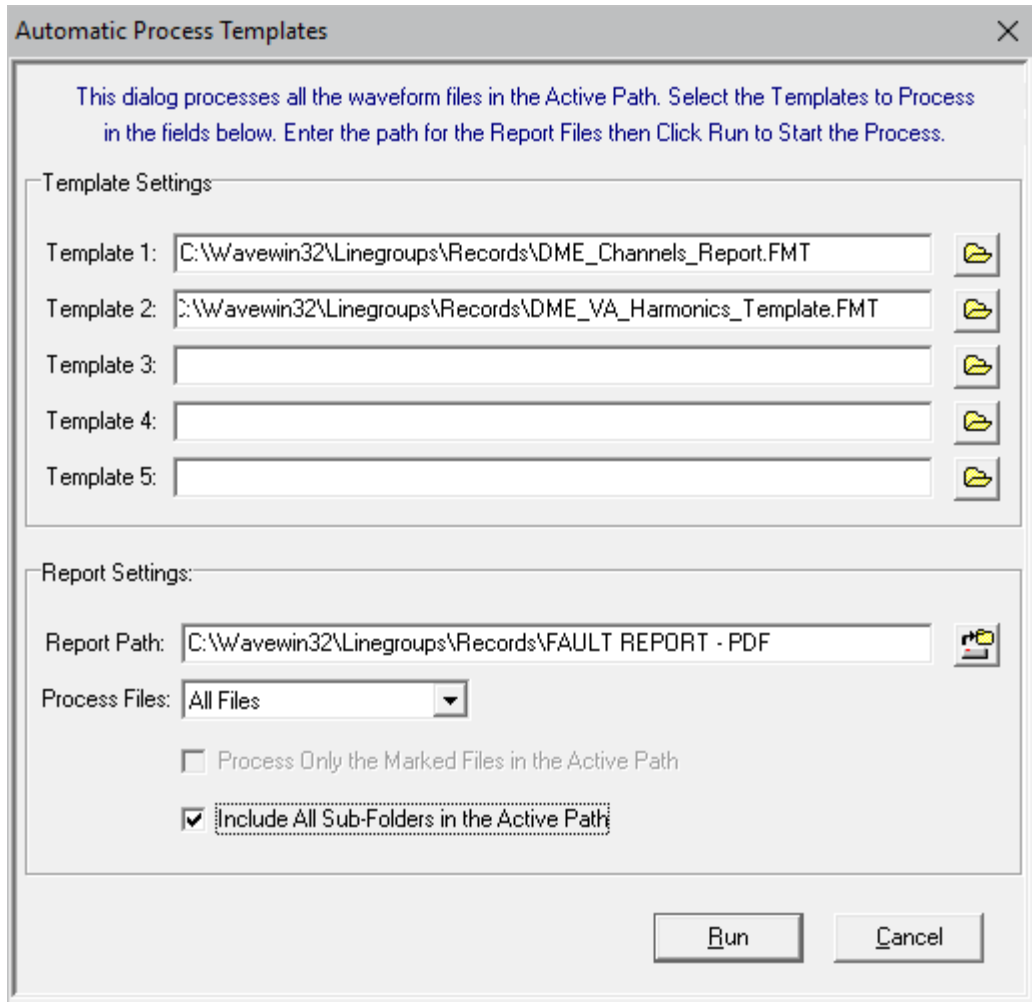 Automatic Process Templates
This dialog processes all the waveform files in the Active Path. Select the Templates to Process
in the fields below. Enter the path for the Report Files then Click Run to Start the Process.
Template Settings
Template 1: C:\Wavewin32\Linegroups\Records\DME_Channels_Report.FMT
Template 2: C:\Wavewin32\Linegroups\Records\DME_VA_Harmonics_Template.FMT
Template 3:
Template 4:
Template 5:
Report Settings:
Report Path: C:\Wavewin32\Linegroups\Records\FAULT REPORT - PDF
Process Files: All Files
Process Only the Marked Files in the Active Path
Include All Sub-Folders in the Active Path
Run Cancel